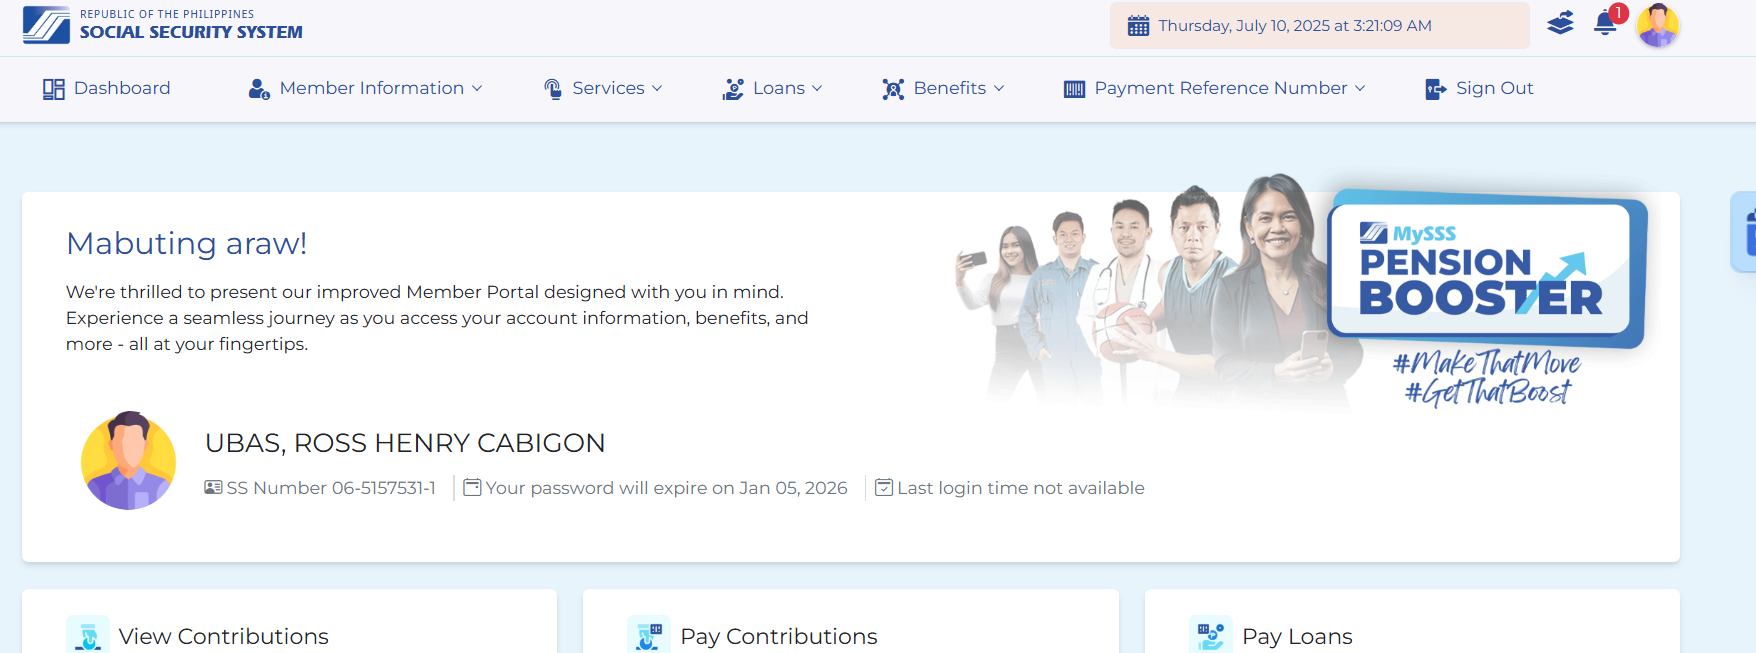 REPUBLIC OF THE PHILIPPINES
SOCIAL SECURITY SYSTEM
Thursday, July 10, 2025 at 3:21:09 AM
1
Dashboard
Member Information
Services
Loans
Benefits
Payment Reference Number
Sign Out
Mabuting araw!
We're thrilled to present our improved Member Portal designed with you in mind.
Experience a seamless journey as you access your account information, benefits, and
more - all at your fingertips.
MySSS
PENSION
BOOSTER
#MakeThatMove
#GetThatBoost
UBAS, ROSS HENRY CABIGON
SS Number 06-5157531-1
Your password will expire on Jan 05, 2026
Last login time not available
View Contributions
Pay Contributions
Pay Loans